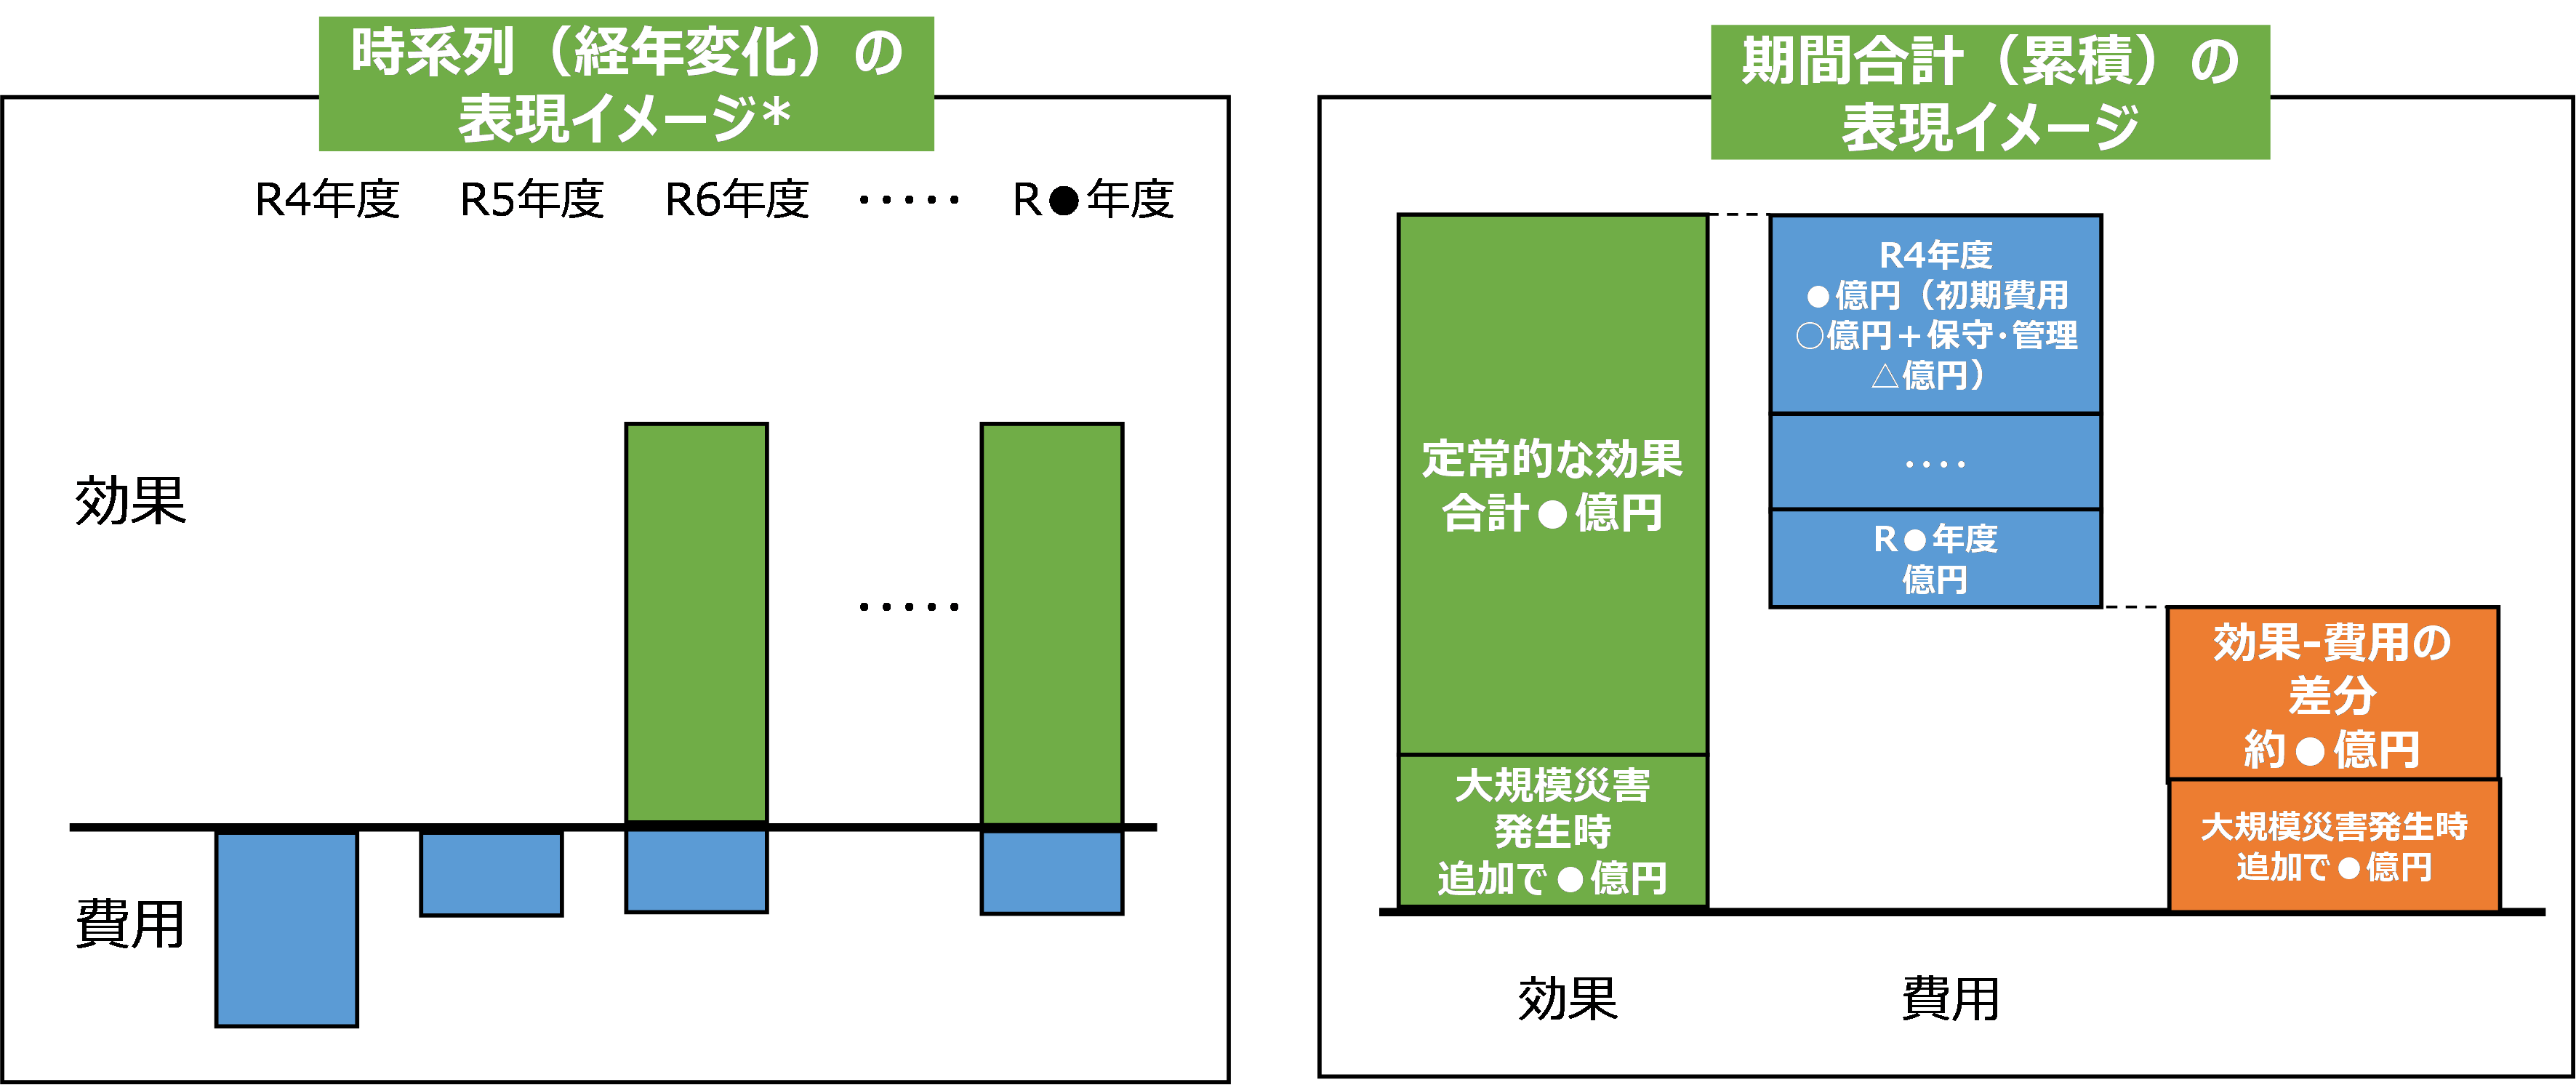 時系列（経年変化）の
表現イメージ*
R4年度 R5年度 R6年度 ····· R●年度
効果
·····
費用
期間合計（累積）の
表現イメージ
定常的な効果
合計●億円
大規模災害
発生時
追加で●億円
R4年度
●億円（初期費用
○億円＋保守･管理
△億円）
････
R●年度
億円
効果-費用の
差分
約●億円
大規模災害発生時
追加で●億円
効果 費用